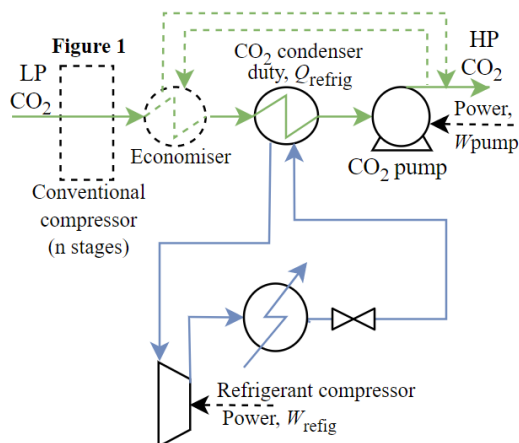 Figure 1
LP
CO₂
Conventional
compressor
(n stages)
Economiser
CO₂ condenser
duty, Qrefrig
HP
CO₂
Power,
Wpump
CO₂ pump
Refrigerant compressor
Power, Wrefig